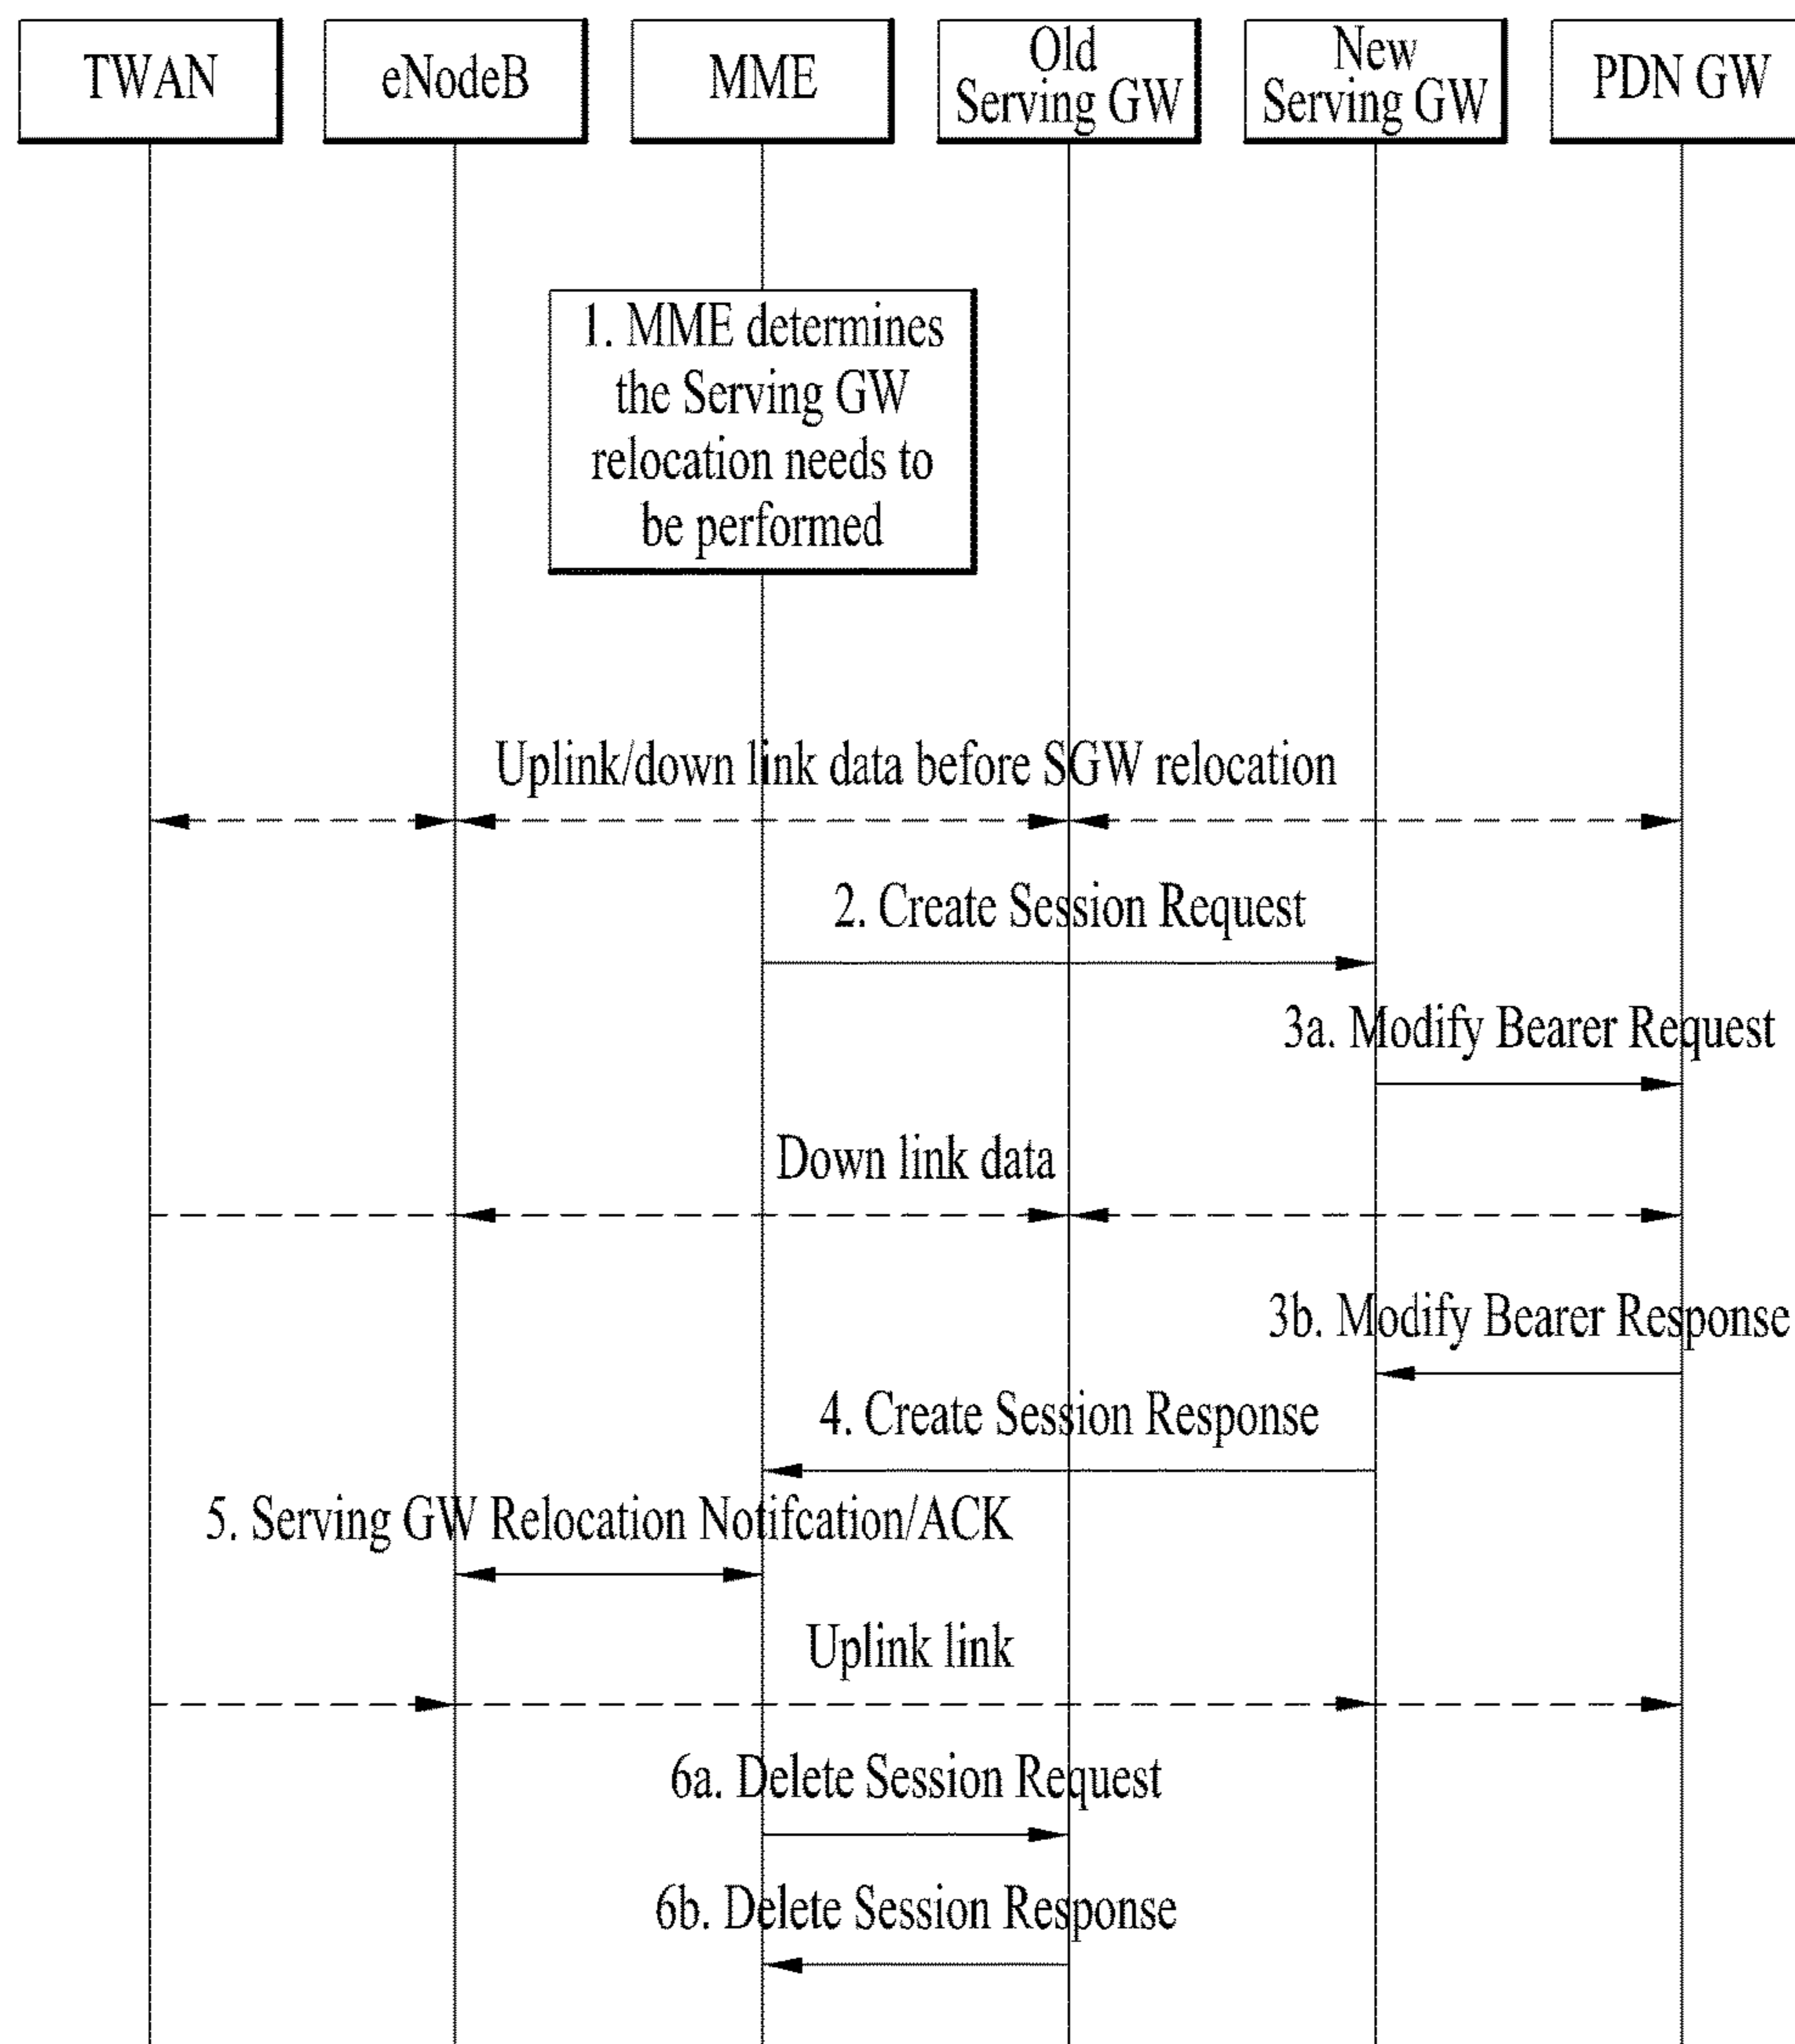 TWAN
eNodeB
MME
Old
Serving GW
New
Serving GW
PDN GW
1. MME determines
the Serving GW
relocation needs to
be performed
Uplink/down link data before SGW relocation
2. Create Session Request
3a. Modify Bearer Request
Down link data
3b. Modify Bearer Response
4. Create Session Response
5. Serving GW Relocation Notifcation/ACK
Uplink link
6a. Delete Session Request
6b. Delete Session Response